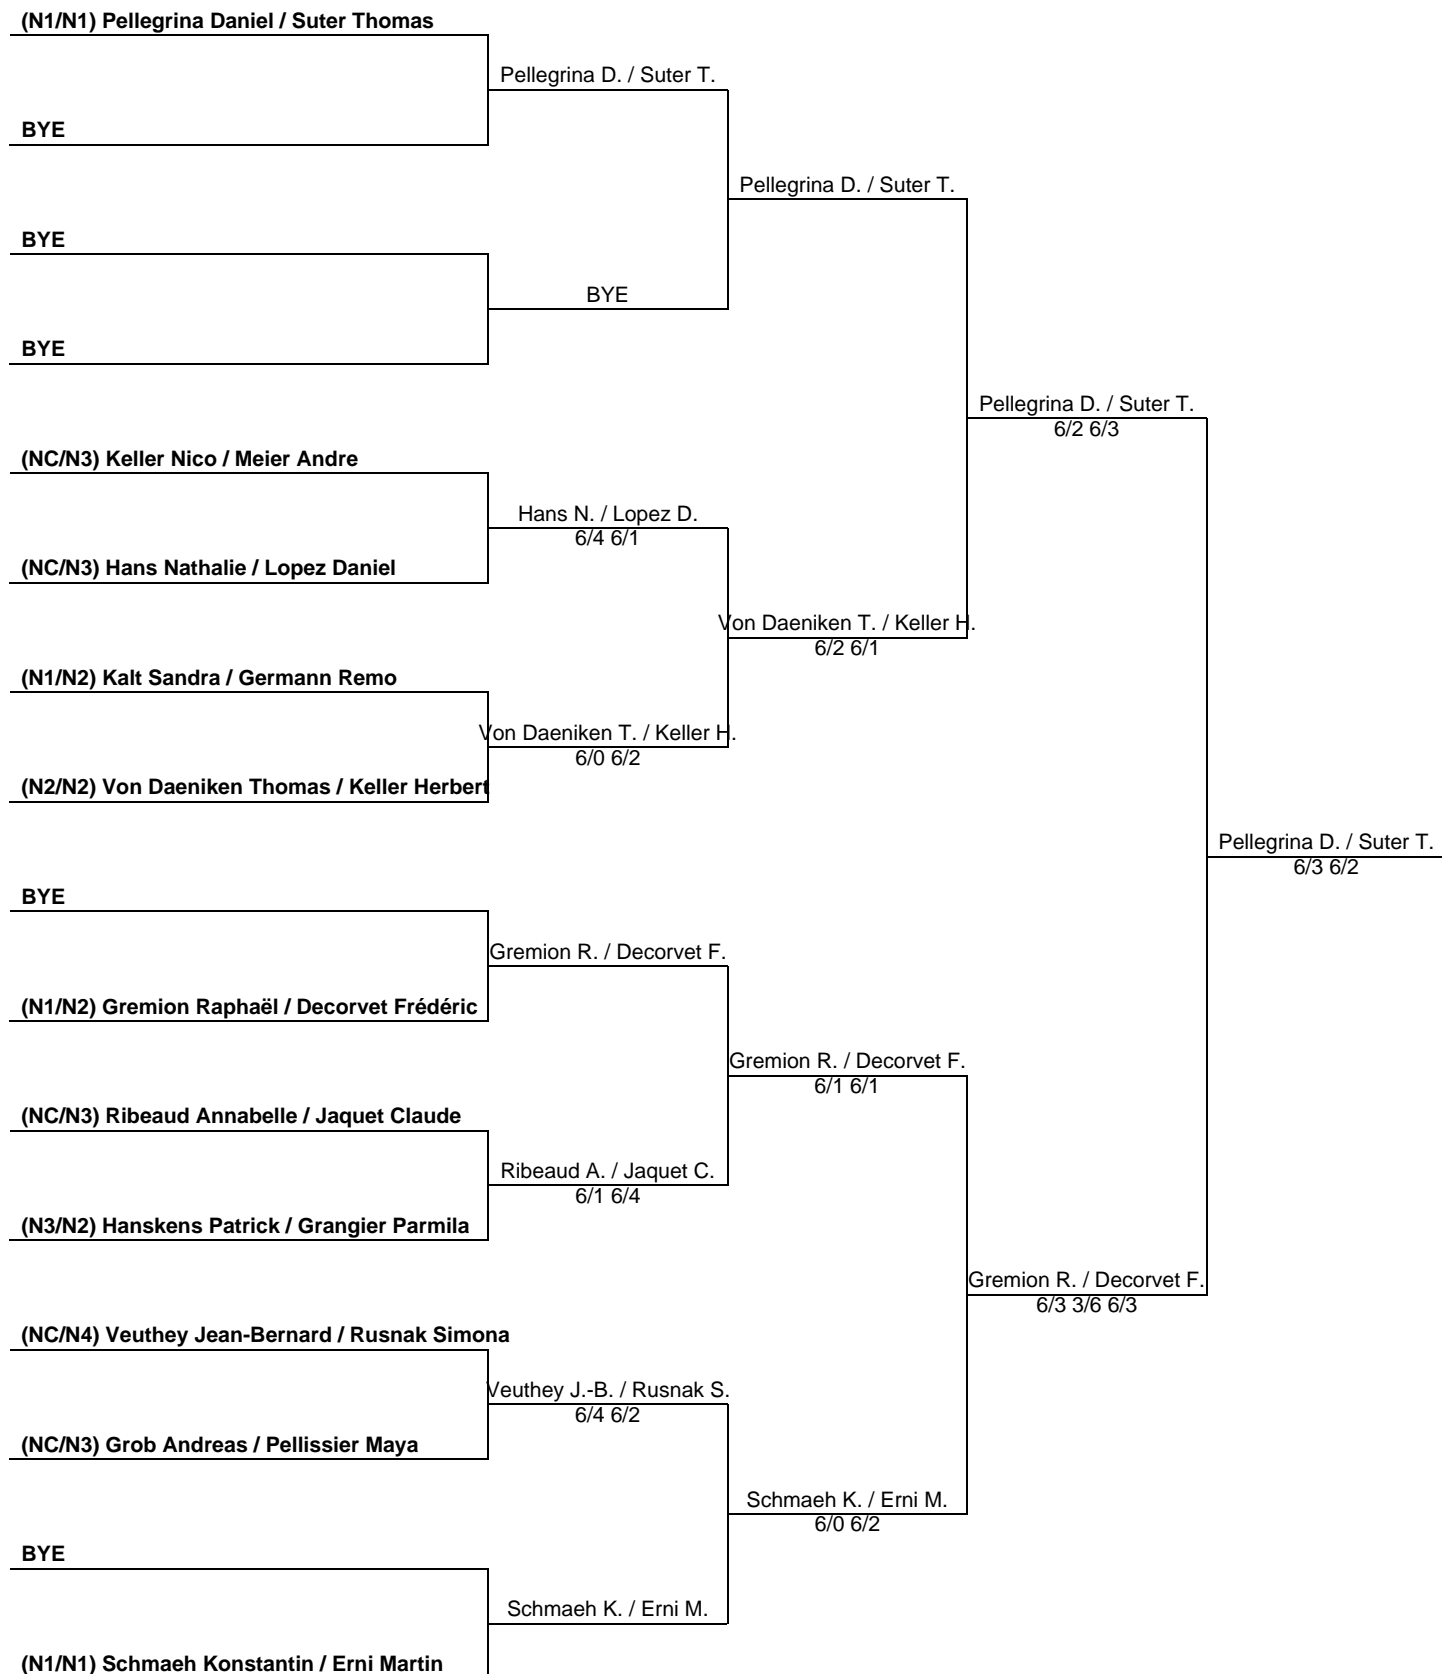 (N1/N1) Pellegrina Daniel / Suter Thomas
Pellegrina D. / Suter T.
BYE
Pellegrina D. / Suter T.
BYE
BYE
BYE
Pellegrina D. / Suter T.
6/2 6/3
(NC/N3) Keller Nico / Meier Andre
Hans N. / Lopez D.
6/4 6/1
(NC/N3) Hans Nathalie / Lopez Daniel
Von Daeniken T. / Keller H.
6/2 6/1
(N1/N2) Kalt Sandra / Germann Remo
Von Daeniken T. / Keller H.
6/0 6/2
(N2/N2) Von Daeniken Thomas / Keller Herbert
Pellegrina D. / Suter T.
6/3 6/2
BYE
Gremion R. / Decorvet F.
(N1/N2) Gremion Raphaël / Decorvet Frédéric
Gremion R. / Decorvet F.
6/1 6/1
(NC/N3) Ribeaud Annabelle / Jaquet Claude
Ribeaud A. / Jaquet C.
6/1 6/4
(N3/N2) Hanskens Patrick / Grangier Parmila
Gremion R. / Decorvet F.
6/3 3/6 6/3
(NC/N4) Veuthey Jean-Bernard / Rusnak Simona
Veuthey J.-B. / Rusnak S.
6/4 6/2
(NC/N3) Grob Andreas / Pellissier Maya
Schmaeh K. / Erni M.
6/0 6/2
BYE
Schmaeh K. / Erni M.
(N1/N1) Schmaeh Konstantin / Erni Martin